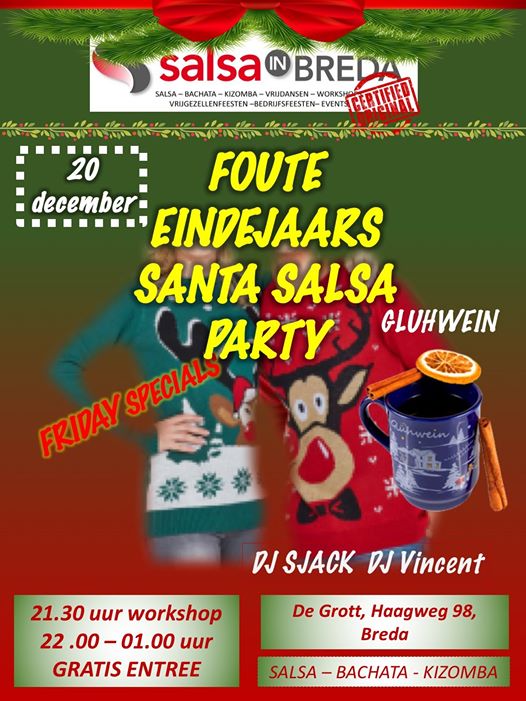 salsa IN BREDA
SALSA – BACHATA – KIZOMBA – VRIJDANSEN – WORKSHO
VRIJGEZELLENFEESTEN –BEDRIJFSFEESTEN– EVENTS
CERTIFIED
ORIGINAL
20
december
FOUTE
EINDEJAARS
SANTA SALSA
PARTY
GLUHWEIN
FRIDAY SPECIALS
Glühwein
DJ SJACK DJ Vincent
21.30 uur workshop
22 .00 – 01.00 uur
GRATIS ENTREE
De Grott, Haagweg 98,
Breda
SALSA – BACHATA - KIZOMBA